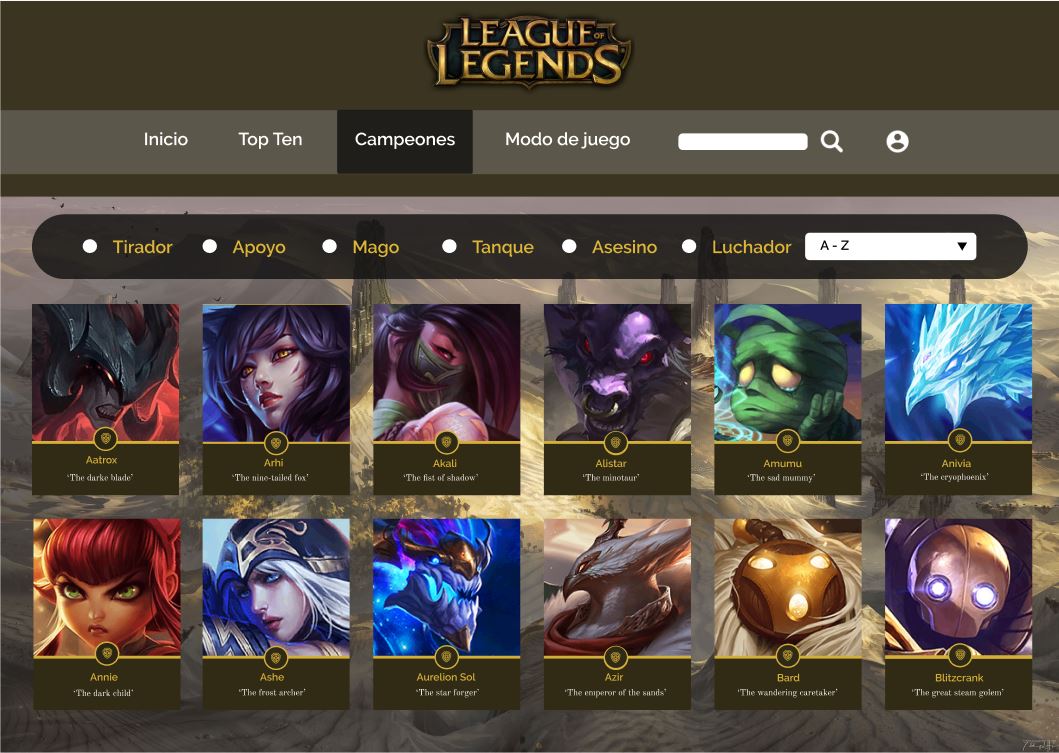 LEAGUE OF
LEGENDS
Inicio Top Ten Campeones Modo de juego
Tirador Apoyo Mago Tanque Asesino Luchador A - Z
Aatrox Arhi Akali Alistar Amumu Anivia
‘The darke blade’ ‘The nine-tailed fox’ ‘The fist of shadow’ ‘The minotaur’ ‘The sad mummy’ ‘The cryophoenix’
Annie Ashe Aurelion Sol Azir Bard Blitzcrank
‘The dark child’ ‘The frost archer’ ‘The star forger’ ‘The emperor of the sands’ ‘The wandering caretaker’ ‘The great steam golem’